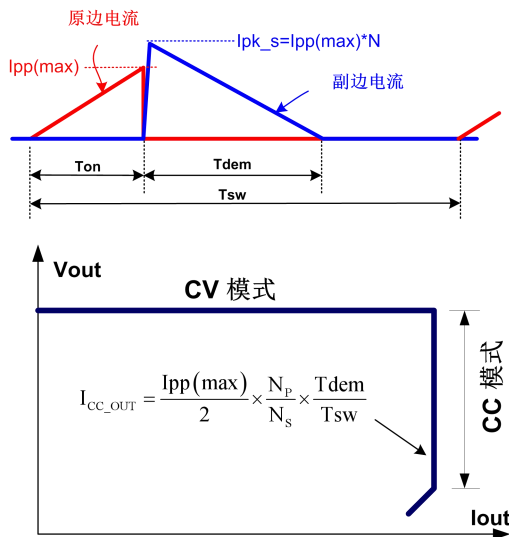 原边电流
Ipk_s=Ipp(max)*N
Ipp(max)
副边电流
Ton
Tdem
Tsw
Vout
CV 模式
I_CC_OUT = Ipp(max)/2 × N_P/N_S × Tdem/Tsw
CC 模式
Iout